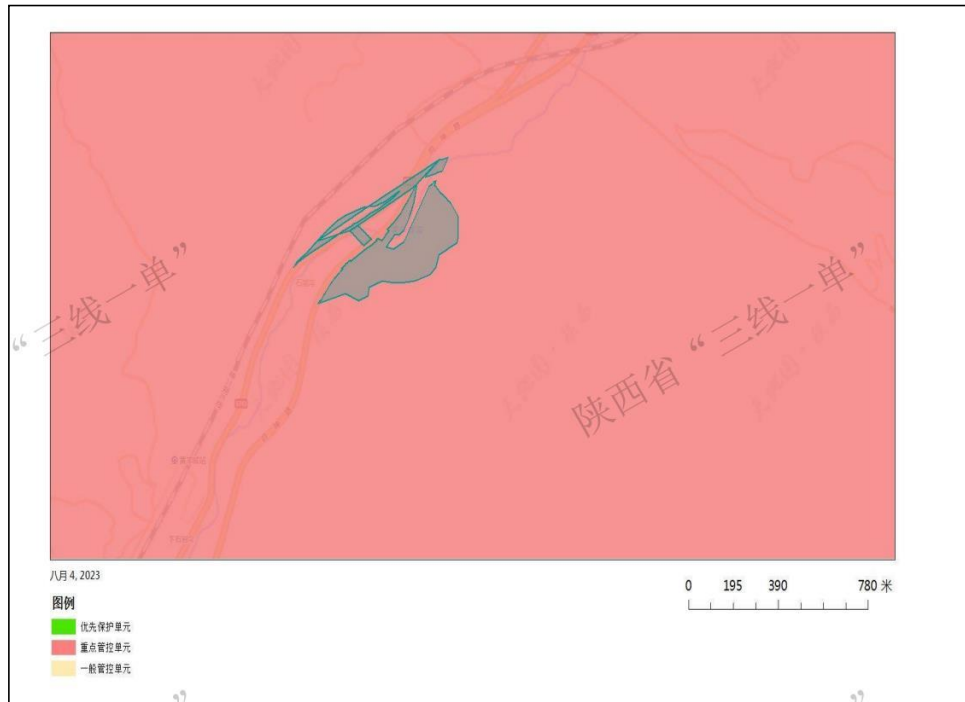 “三线一单”
陕西省“三线一单”
八月 4, 2023
0 195 390 780 米
图例
优先保护单元
重点管控单元
一般管控单元
”
”